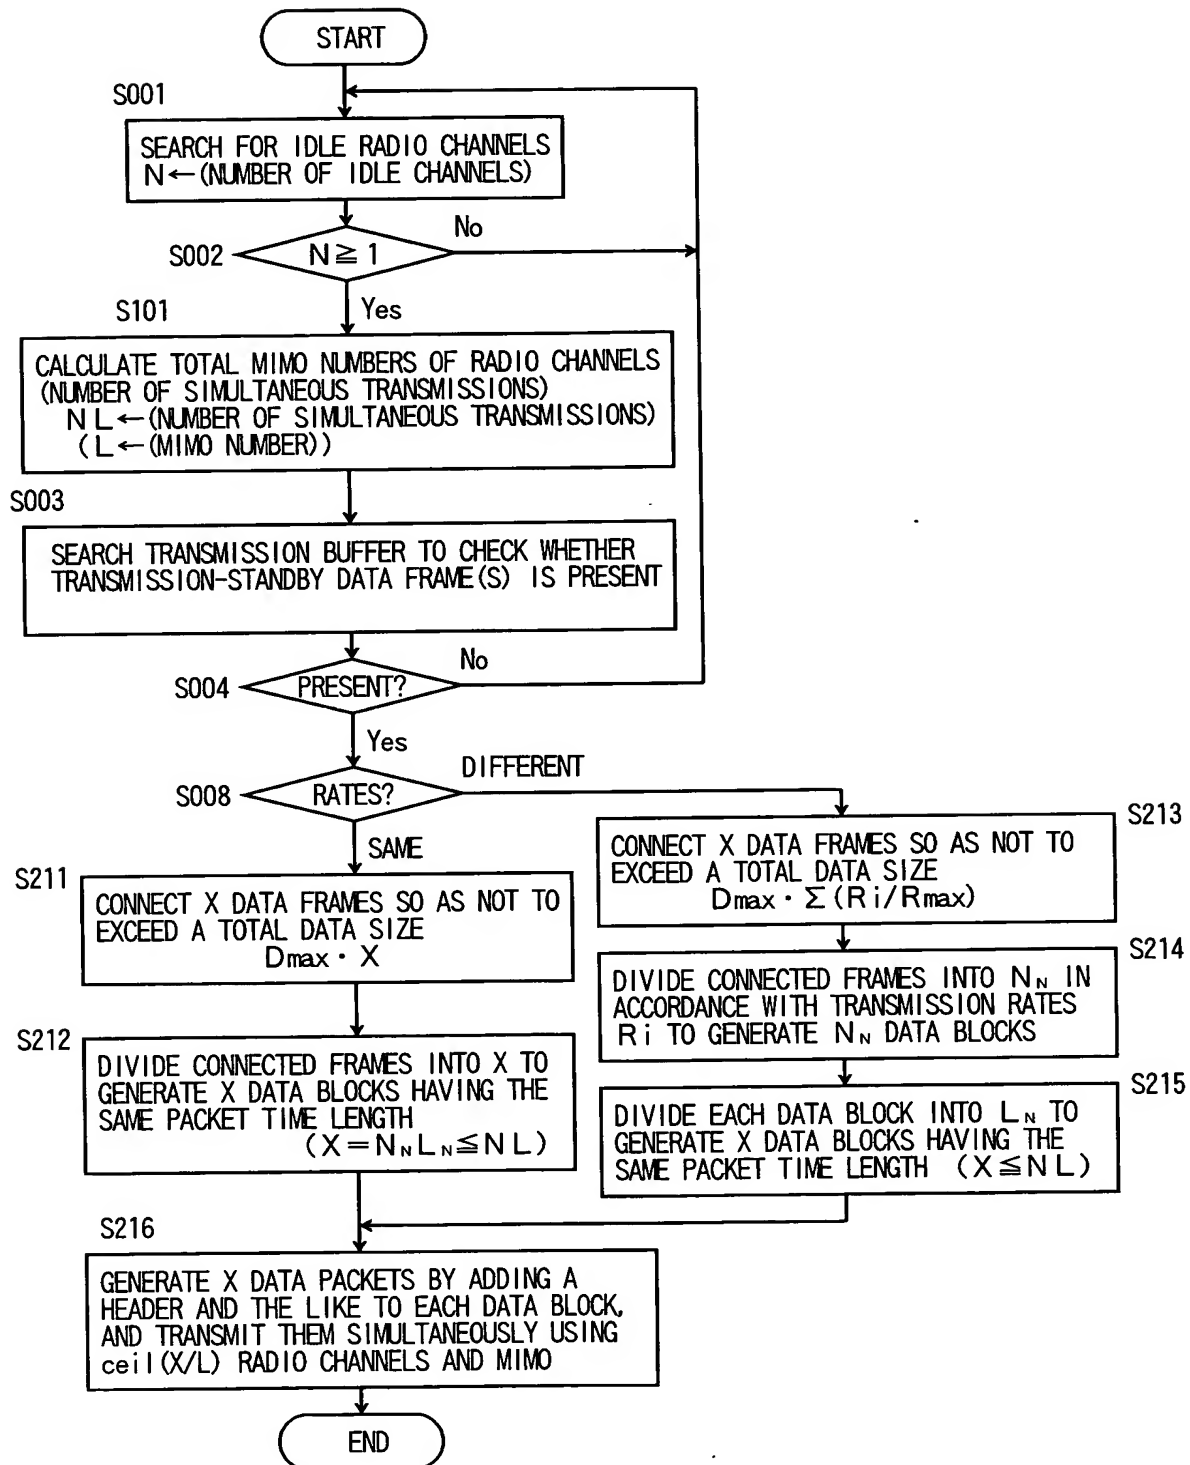 START
S001
SEARCH FOR IDLE RADIO CHANNELS
N←(NUMBER OF IDLE CHANNELS)
S002
N≧1
No
Yes
S101
CALCULATE TOTAL MIMO NUMBERS OF RADIO CHANNELS
(NUMBER OF SIMULTANEOUS TRANSMISSIONS)
NL←(NUMBER OF SIMULTANEOUS TRANSMISSIONS)
(L←(MIMO NUMBER))
S003
SEARCH TRANSMISSION BUFFER TO CHECK WHETHER
TRANSMISSION-STANDBY DATA FRAME(S) IS PRESENT
S004
PRESENT?
No
Yes
S008
RATES?
DIFFERENT
SAME
S211
CONNECT X DATA FRAMES SO AS NOT TO
EXCEED A TOTAL DATA SIZE
Dmax・X
S212
DIVIDE CONNECTED FRAMES INTO X TO
GENERATE X DATA BLOCKS HAVING THE
SAME PACKET TIME LENGTH
(X=N_N L_N≦NL)
S213
CONNECT X DATA FRAMES SO AS NOT TO
EXCEED A TOTAL DATA SIZE
Dmax・Σ(Ri/Rmax)
S214
DIVIDE CONNECTED FRAMES INTO N_N IN
ACCORDANCE WITH TRANSMISSION RATES
Ri TO GENERATE N_N DATA BLOCKS
S215
DIVIDE EACH DATA BLOCK INTO L_N TO
GENERATE X DATA BLOCKS HAVING THE
SAME PACKET TIME LENGTH (X≦NL)
S216
GENERATE X DATA PACKETS BY ADDING A
HEADER AND THE LIKE TO EACH DATA BLOCK,
AND TRANSMIT THEM SIMULTANEOUSLY USING
ceil(X/L) RADIO CHANNELS AND MIMO
END